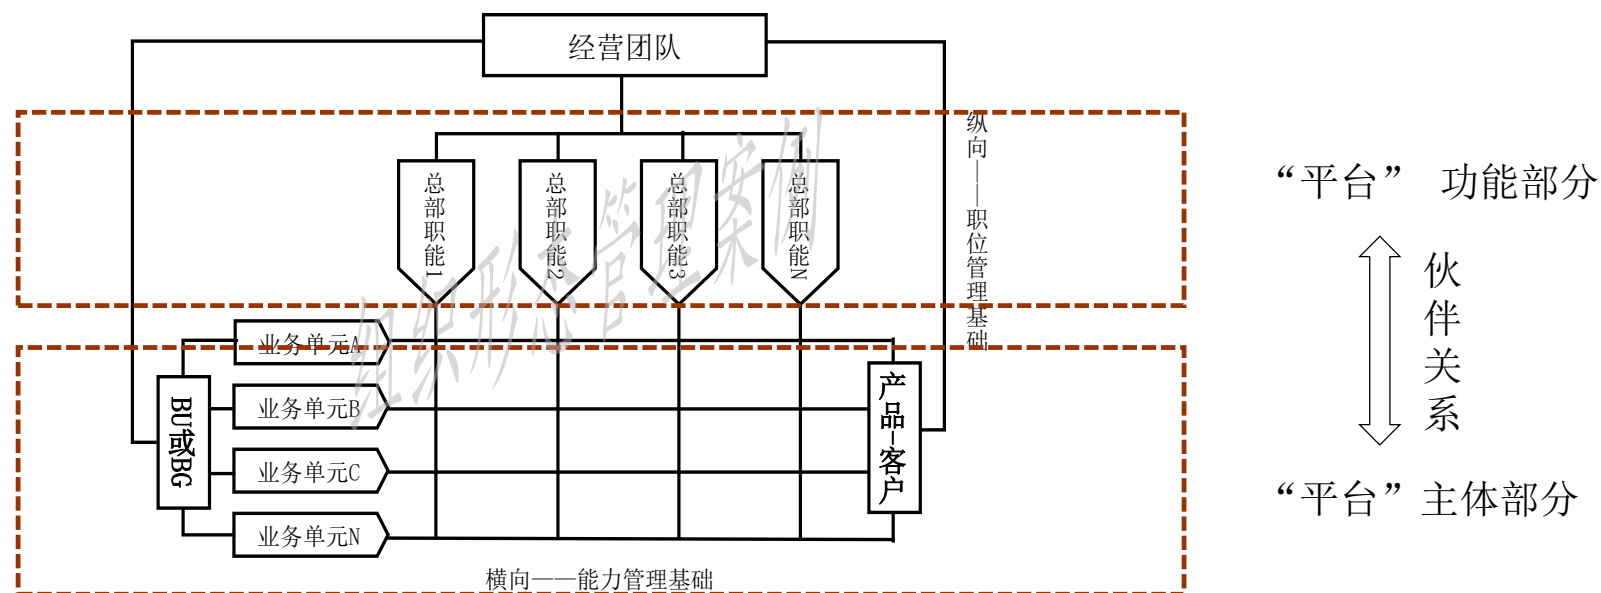 经营团队
总部职能1
总部职能2
总部职能3
总部职能N
纵向——职位管理基础
“平台” 功能部分
伙伴关系
“平台”主体部分
业务单元A
业务单元B
业务单元C
业务单元N
BU或BG
产品-客户
横向——能力管理基础
组织形态管理案例